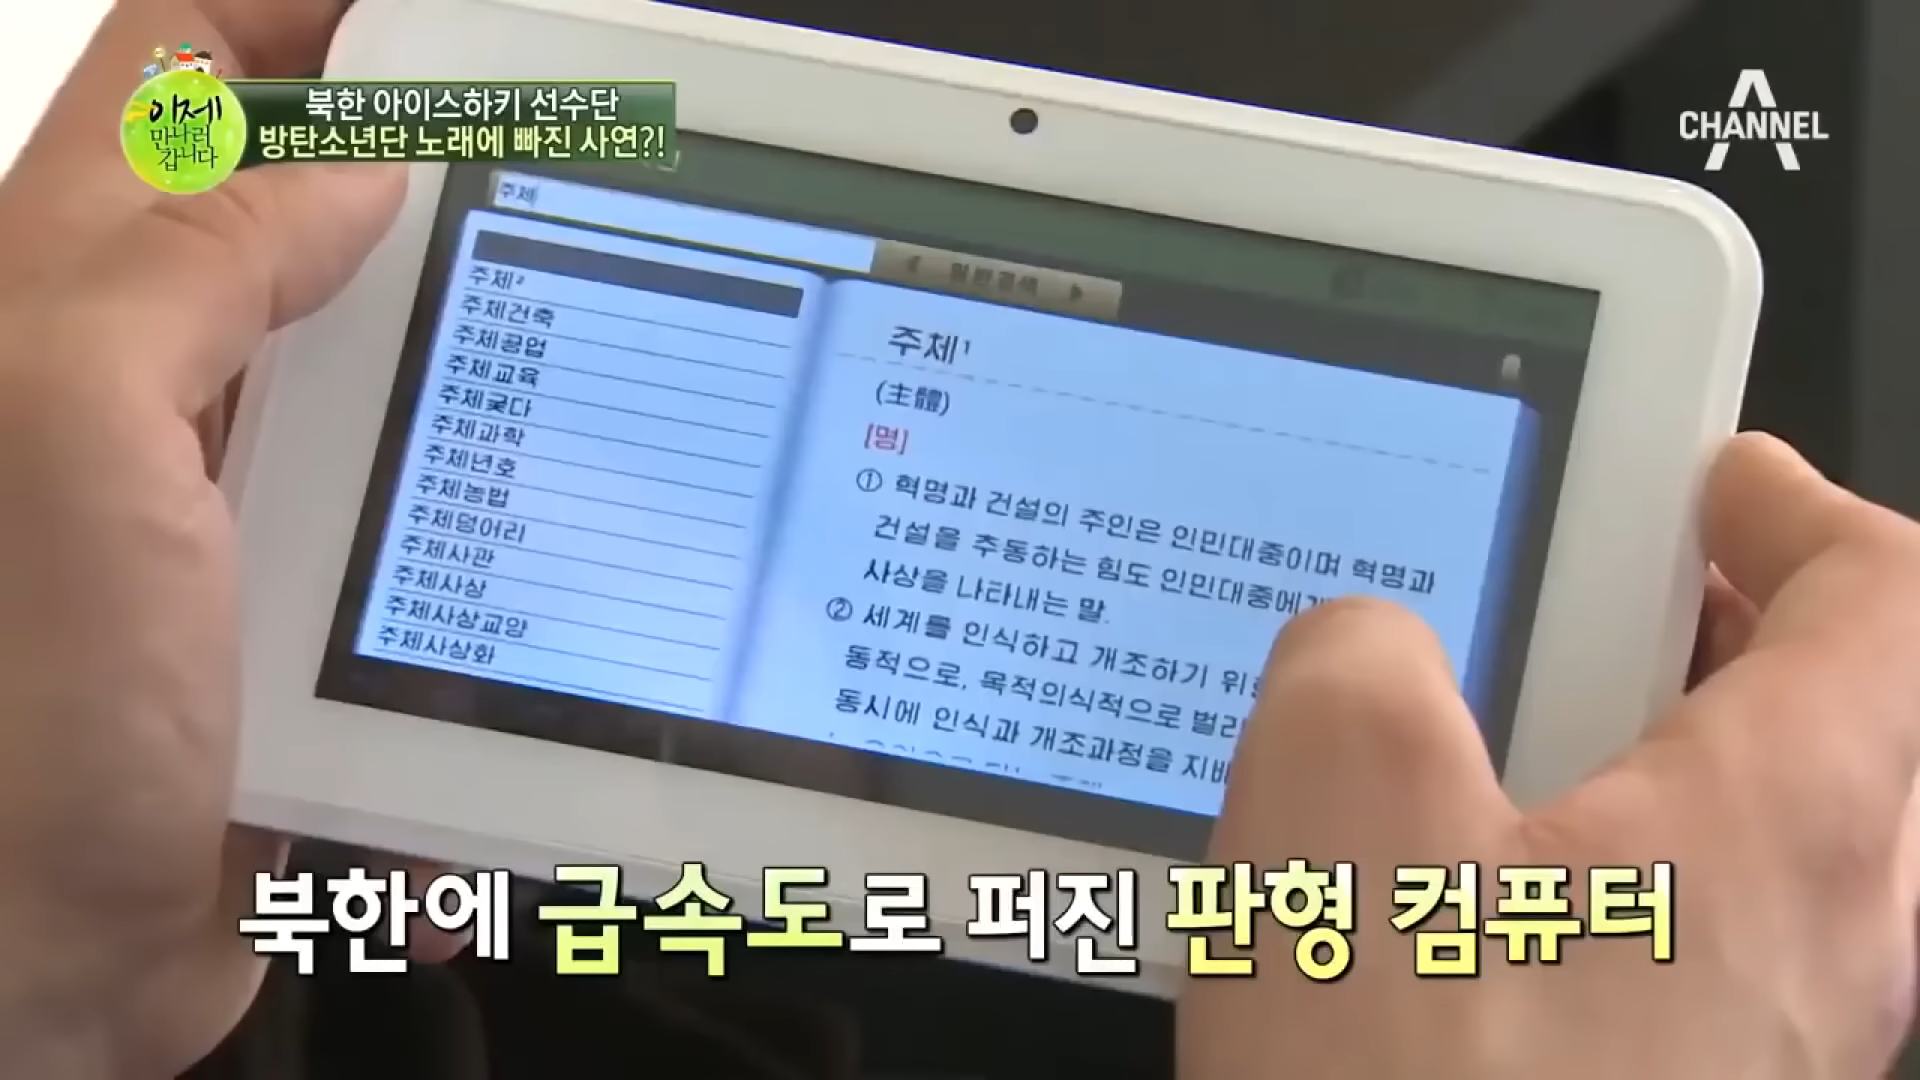 이제
만나러
갑니다
북한 아이스하키 선수단
방탄소년단 노래에 빠진 사연?!
CHANNEL A
주체
일반검색
주체²
주체건축
주체공업
주체교육
주체궂다
주체과학
주체년호
주체농법
주체덩어리
주체사관
주체사상
주체사상교양
주체사상화
주체¹
(主體)
[명]
① 혁명과 건설의 주인은 인민대중이며 혁명과
건설을 추동하는 힘도 인민대중에게
사상을 나타내는 말.
② 세계를 인식하고 개조하기 위
동적으로, 목적의식적으로 벌리
동시에 인식과 개조과정을 지배
북한에 급속도로 퍼진 판형 컴퓨터